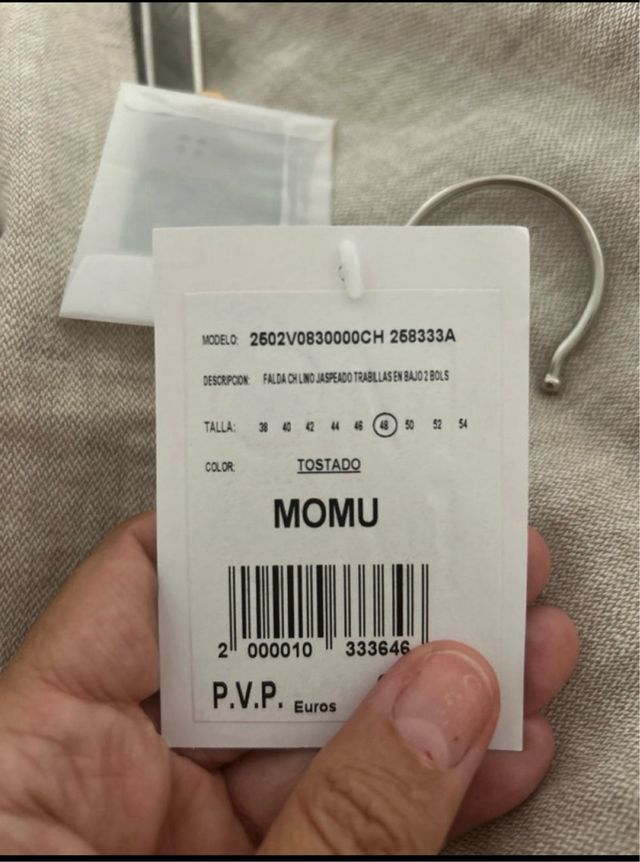 MODELO: 2502V0830000CH 258333A
DESCRIPCION: FALDA CH LINO JASPEADO TRABILLAS EN BAJO 2 BOLS
TALLA: 38 40 42 44 46 48 50 52 54
COLOR: TOSTADO
MOMU
2 000010 333646
P.V.P. Euros